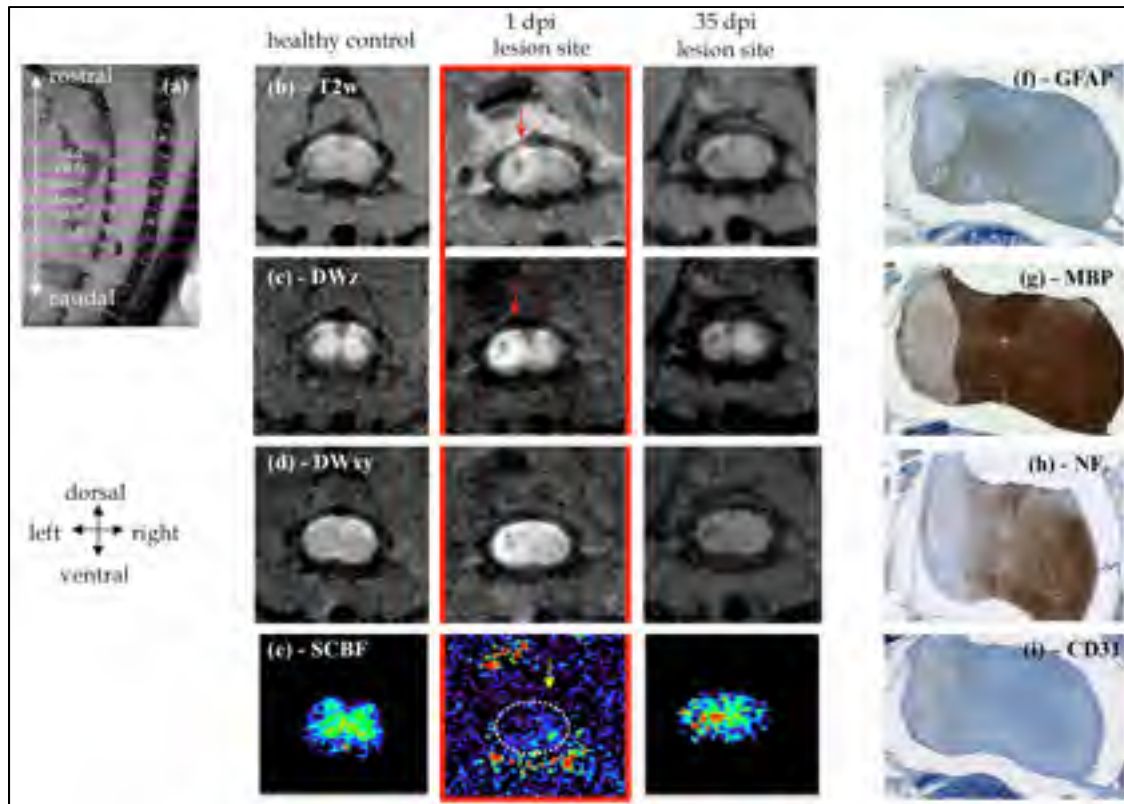 healthy control
1 dpi
lesion site
35 dpi
lesion site
rostral
(a)
caudal
(b) - T2w
(c) - DWz
(d) - DWxy
(e) - SCBF
(f) - GFAP
(g) - MBP
(h) - NF
(i) - CD31
dorsal
left
right
ventral